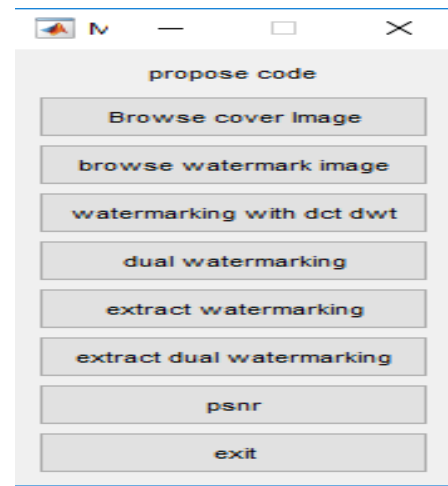 propose code
Browse cover Image
browse watermark image
watermarking with dct dwt
dual watermarking
extract watermarking
extract dual watermarking
psnr
exit